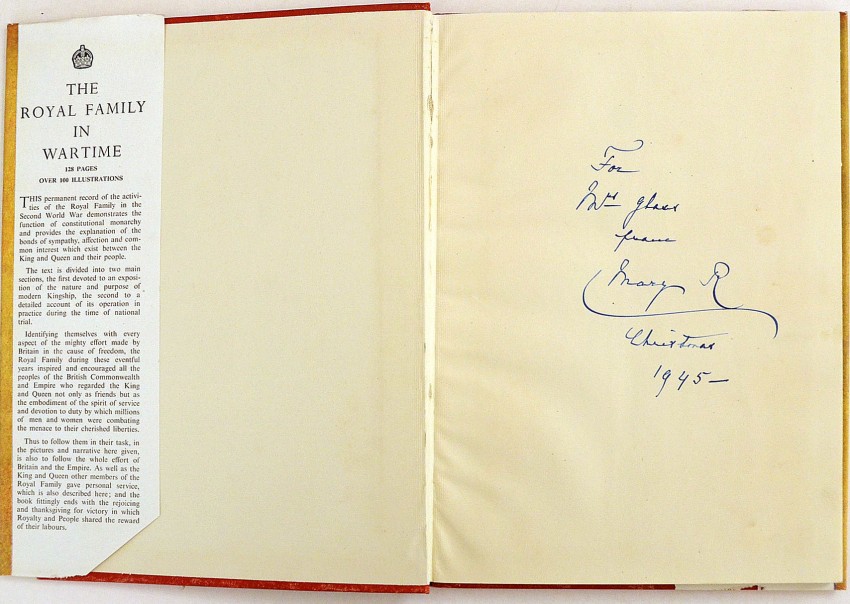 THE
ROYAL FAMILY
IN
WARTIME
128 PAGES
OVER 100 ILLUSTRATIONS
THIS permanent record of the activi-
ties of the Royal Family in the
Second World War demonstrates the
function of constitutional monarchy
and provides the explanation of the
bonds of sympathy, affection and com-
mon interest which exist between the
King and Queen and their people.
The text is divided into two main
sections, the first devoted to an exposi-
tion of the nature and purpose of
modern Kingship, the second to a
detailed account of its operation in
practice during the time of national
trial.
Identifying themselves with every
aspect of the mighty effort made by
Britain in the cause of freedom, the
Royal Family during these eventful
years inspired and encouraged all the
peoples of the British Commonwealth
and Empire who regarded the King
and Queen not only as friends but as
the embodiment of the spirit of service
and devotion to duty by which millions
of men and women were combating
the menace to their cherished liberties.
Thus to follow them in their task, in
the pictures and narrative here given,
is also to follow the whole effort of
Britain and the Empire. As well as the
King and Queen other members of the
Royal Family gave personal service,
which is also described here; and the
book fittingly ends with the rejoicing
and thanksgiving for victory in which
Royalty and People shared the reward
of their labours.
For
Mrs Glass
from
Mary R
Christmas
1945—